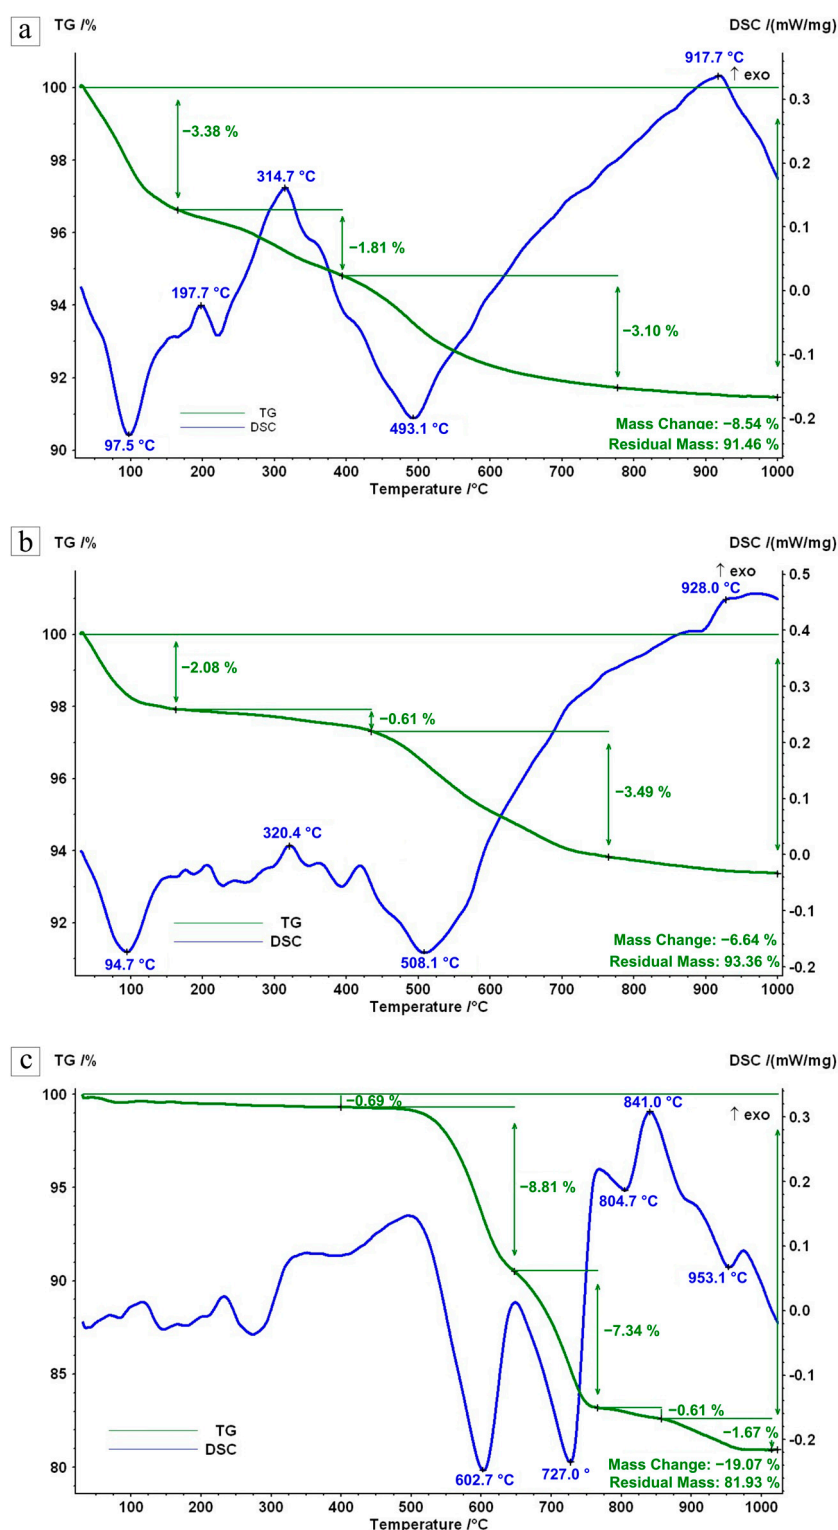 a
TG /%
DSC /(mW/mg)
917.7 °C
↑ exo
100
−3.38 %
0.3
98
314.7 °C
0.2
96
−1.81 %
0.1
197.7 °C
0.0
94
−3.10 %
−0.1
92
TG
DSC
493.1 °C
Mass Change: −8.54 %
−0.2
90
97.5 °C
Residual Mass: 91.46 %
100 200 300 400 500 600 700 800 900 1000
Temperature /°C
b
TG /%
DSC /(mW/mg)
↑ exo
928.0 °C
0.5
100
0.4
−2.08 %
98
−0.61 %
0.3
0.2
96
−3.49 %
0.1
320.4 °C
94
0.0
92
TG
DSC
−0.1
Mass Change: −6.64 %
94.7 °C
508.1 °C
Residual Mass: 93.36 %
−0.2
100 200 300 400 500 600 700 800 900 1000
Temperature /°C
c
TG /%
DSC /(mW/mg)
100
−0.69 %
841.0 °C
↑ exo
0.3
95
−8.81 %
804.7 °C
0.2
0.1
90
953.1 °C
−7.34 %
0.0
85
−0.61 %
−0.1
TG
DSC
−1.67 %
−0.2
80
602.7 °C
727.0 °
Mass Change: −19.07 %
Residual Mass: 81.93 %
100 200 300 400 500 600 700 800 900 1000
Temperature /°C